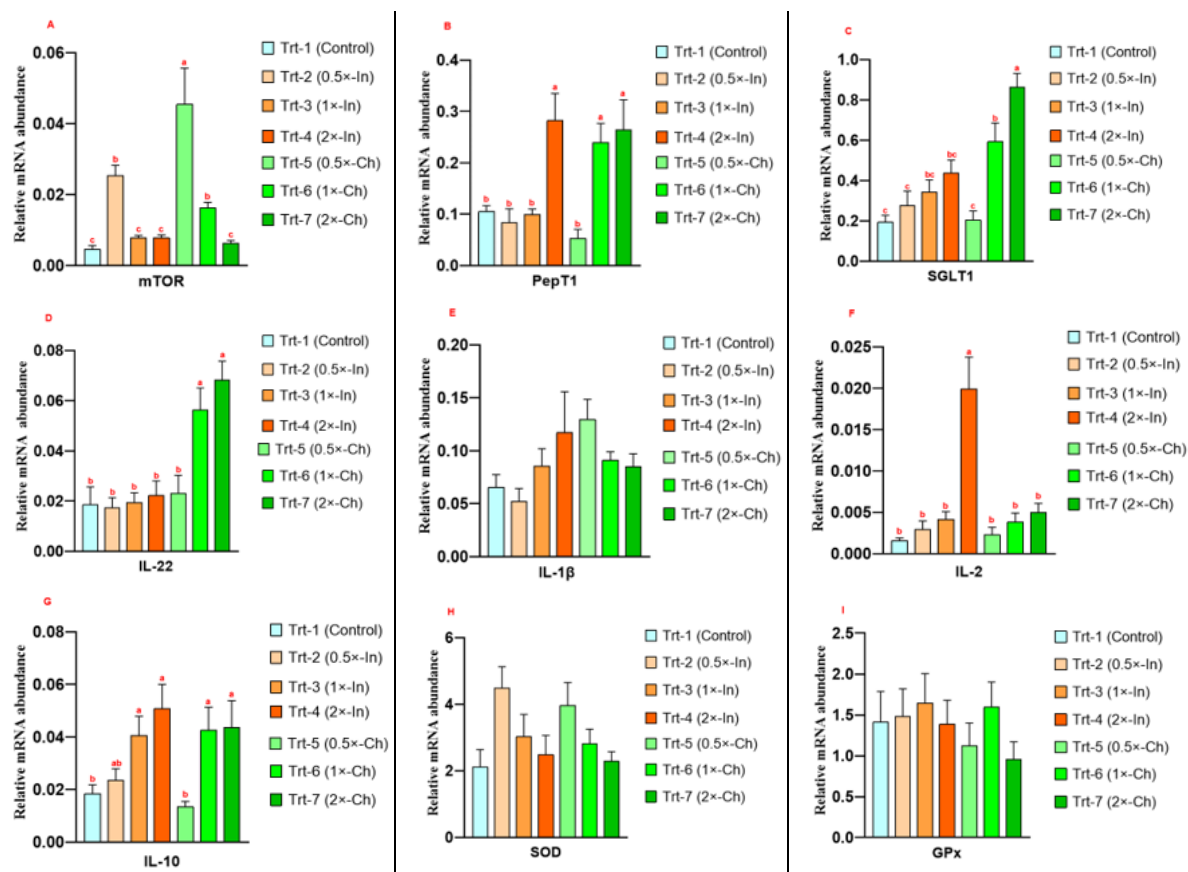 A
Relative mRNA abundance
0.06
0.04
0.02
0.00
c
b
c
c
a
b
c
mTOR
Trt-1 (Control)
Trt-2 (0.5×-In)
Trt-3 (1×-In)
Trt-4 (2×-In)
Trt-5 (0.5×-Ch)
Trt-6 (1×-Ch)
Trt-7 (2×-Ch)
B
Relative mRNA abundance
0.4
0.3
0.2
0.1
0.0
b
b
b
a
b
a
a
PepT1
Trt-1 (Control)
Trt-2 (0.5×-In)
Trt-3 (1×-In)
Trt-4 (2×-In)
Trt-5 (0.5×-Ch)
Trt-6 (1×-Ch)
Trt-7 (2×-Ch)
C
Relative mRNA abundance
1.0
0.8
0.6
0.4
0.2
0.0
c
c
bc
bc
c
b
a
SGLT1
Trt-1 (Control)
Trt-2 (0.5×-In)
Trt-3 (1×-In)
Trt-4 (2×-In)
Trt-5 (0.5×-Ch)
Trt-6 (1×-Ch)
Trt-7 (2×-Ch)
D
Relative mRNA abundance
0.08
0.06
0.04
0.02
0.00
b
b
b
b
b
a
a
IL-22
Trt-1 (Control)
Trt-2 (0.5×-In)
Trt-3 (1×-In)
Trt-4 (2×-In)
Trt-5 (0.5×-Ch)
Trt-6 (1×-Ch)
Trt-7 (2×-Ch)
E
Relative mRNA abundance
0.20
0.15
0.10
0.05
0.00
IL-1β
Trt-1 (Control)
Trt-2 (0.5×-In)
Trt-3 (1×-In)
Trt-4 (2×-In)
Trt-5 (0.5×-Ch)
Trt-6 (1×-Ch)
Trt-7 (2×-Ch)
F
Relative mRNA abundance
0.025
0.020
0.015
0.010
0.005
0.000
b
b
b
a
b
b
b
IL-2
Trt-1 (Control)
Trt-2 (0.5×-In)
Trt-3 (1×-In)
Trt-4 (2×-In)
Trt-5 (0.5×-Ch)
Trt-6 (1×-Ch)
Trt-7 (2×-Ch)
G
Relative mRNA abundance
0.08
0.06
0.04
0.02
0.00
b
ab
a
a
b
a
a
IL-10
Trt-1 (Control)
Trt-2 (0.5×-In)
Trt-3 (1×-In)
Trt-4 (2×-In)
Trt-5 (0.5×-Ch)
Trt-6 (1×-Ch)
Trt-7 (2×-Ch)
H
Relative mRNA abundance
6
4
2
0
SOD
Trt-1 (Control)
Trt-2 (0.5×-In)
Trt-3 (1×-In)
Trt-4 (2×-In)
Trt-5 (0.5×-Ch)
Trt-6 (1×-Ch)
Trt-7 (2×-Ch)
I
Relative mRNA abundance
2.5
2.0
1.5
1.0
0.5
0.0
GPx
Trt-1 (Control)
Trt-2 (0.5×-In)
Trt-3 (1×-In)
Trt-4 (2×-In)
Trt-5 (0.5×-Ch)
Trt-6 (1×-Ch)
Trt-7 (2×-Ch)